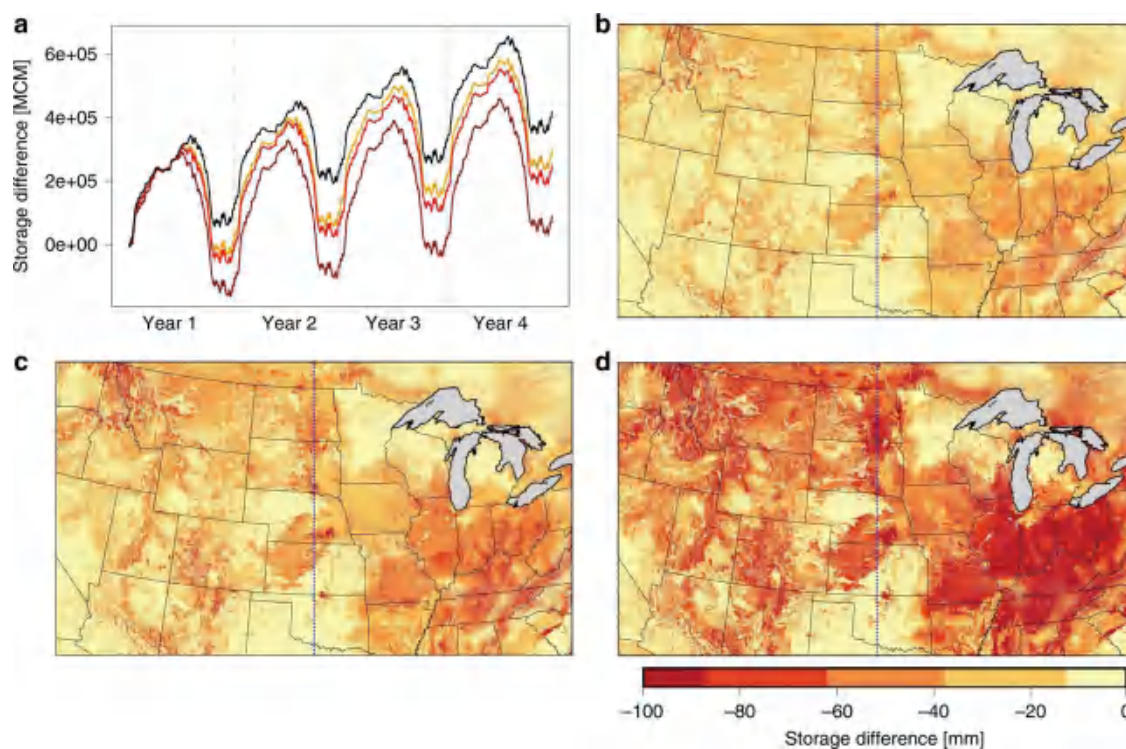 a
Storage difference [MCM]
6e+05
4e+05
2e+05
0e+00
Year 1 Year 2 Year 3 Year 4
b
c
d
−100 −80 −60 −40 −20 0
Storage difference [mm]